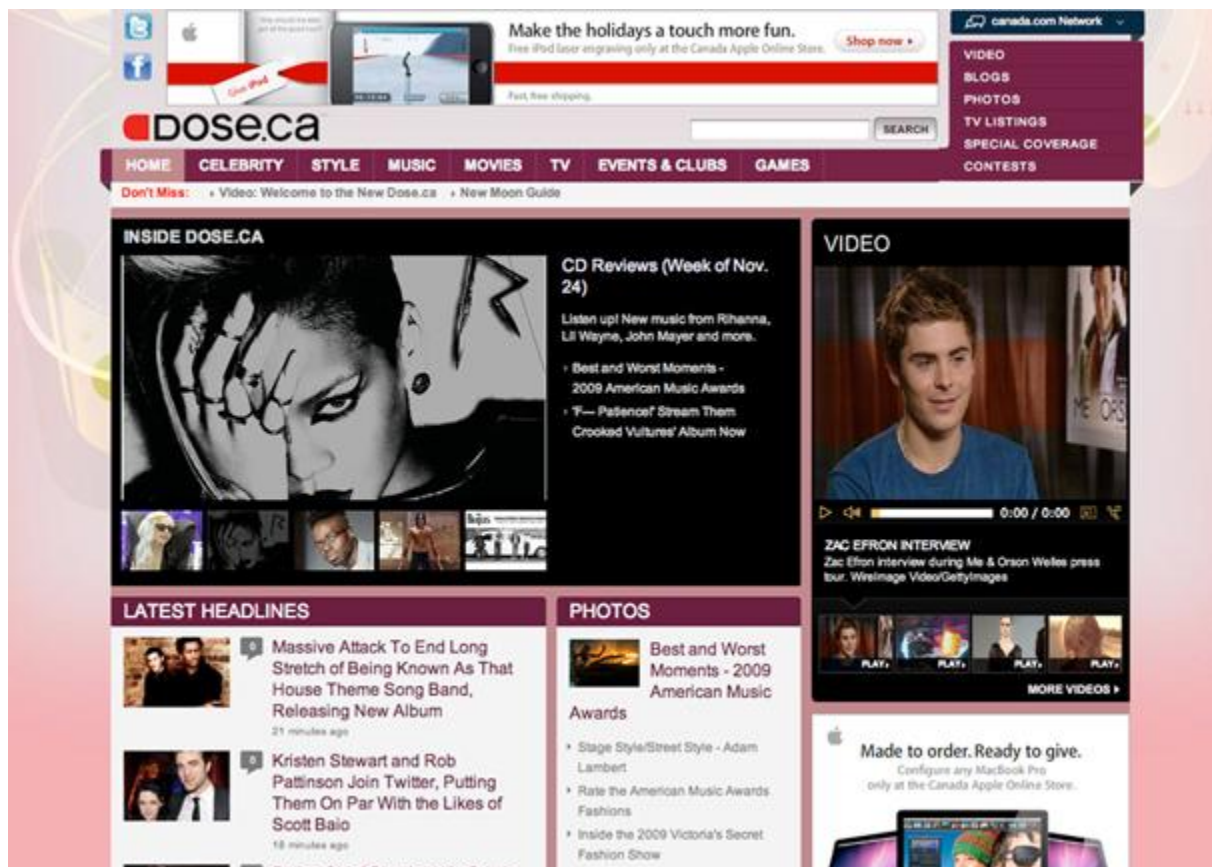 Make the holidays a touch more fun.
Free iPod laser engraving only at the Canada Apple Online Store.
Shop now
Give iPod
Fast, free shipping.
canada.com Network
VIDEO
BLOGS
PHOTOS
TV LISTINGS
SPECIAL COVERAGE
CONTESTS
DOSE.CA
SEARCH
HOME CELEBRITY STYLE MUSIC MOVIES TV EVENTS & CLUBS GAMES
Don't Miss: Video: Welcome to the New Dose.ca New Moon Guide
INSIDE DOSE.CA
CD Reviews (Week of Nov.
24)
Listen up! New music from Rihanna,
Lil Wayne, John Mayer and more.
Best and Worst Moments -
2009 American Music Awards
'F— Patience!' Stream Them
Crooked Vultures' Album Now
R
Beatles
VIDEO
ME ORS
0:00 / 0:00
ZAC EFRON INTERVIEW
Zac Efron interview during Me & Orson Welles press
tour. WireImage Video/GettyImages
PLAY PLAY PLAY PLAY
MORE VIDEOS
LATEST HEADLINES
0
Massive Attack To End Long
Stretch of Being Known As That
House Theme Song Band,
Releasing New Album
21 minutes ago
0
Kristen Stewart and Rob
Pattinson Join Twitter, Putting
Them On Par With the Likes of
Scott Baio
18 minutes ago
PHOTOS
Best and Worst
Moments - 2009
American Music
Awards
Stage Style/Street Style - Adam
Lambert
Rate the American Music Awards
Fashions
Inside the 2009 Victoria's Secret
Fashion Show
Made to order. Ready to give.
Configure any MacBook Pro
only at the Canada Apple Online Store.